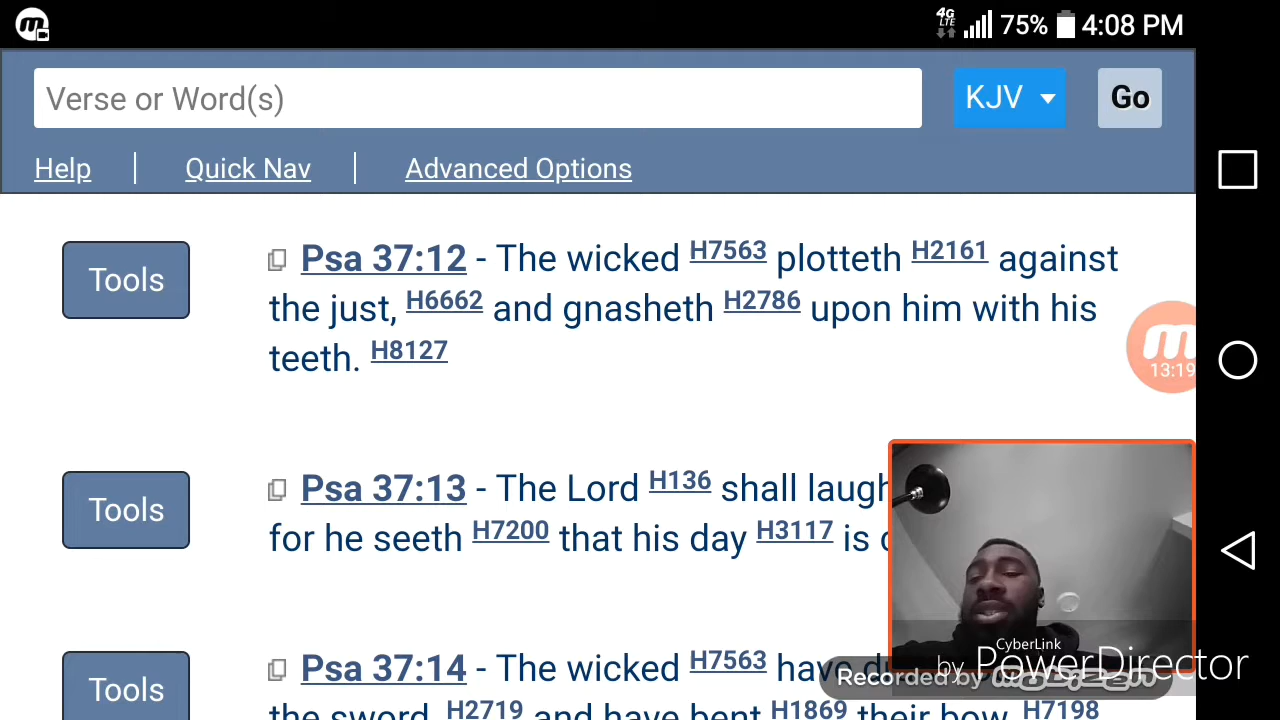 4G LTE 75% 4:08 PM
Verse or Word(s) KJV Go
Help Quick Nav Advanced Options
Tools
Psa 37:12 - The wicked H7563 plotteth H2161 against
the just, H6662 and gnasheth H2786 upon him with his
teeth. H8127
m 13:19
Tools
Psa 37:13 - The Lord H136 shall laugh
for he seeth H7200 that his day H3117 is
CyberLink
by PowerDirector
Tools
Psa 37:14 - The wicked H7563 have
Recorded by
the sword, H2719 and have bent H1869 their bow, H7198